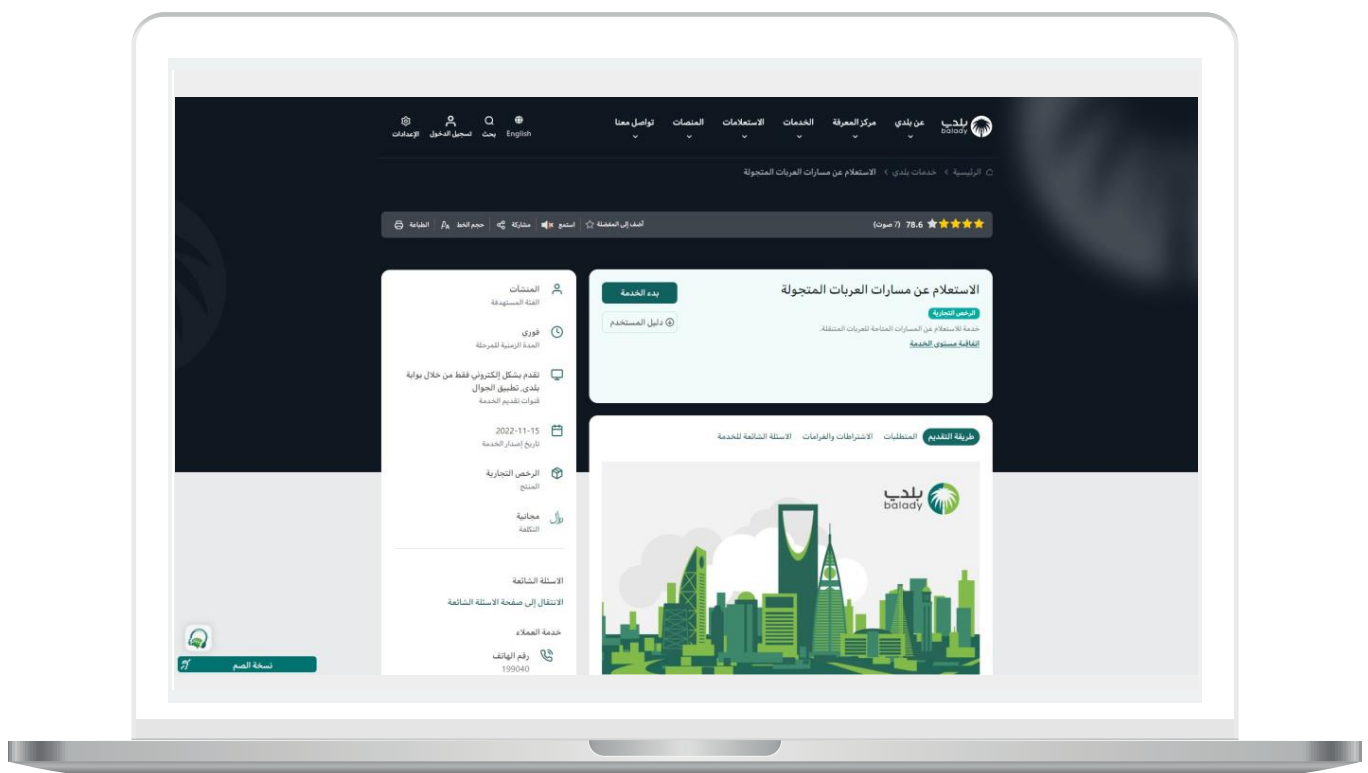 بلدي
balady
عن بلدي
مركز المعرفة
الخدمات
الاستعلامات
المنصات
تواصل معنا
English
بحث
تسجيل الدخول
الإعدادات
الرئيسية > خدمات بلدي > الاستعلام عن مسارات العربات المتجولة
78.6 (7 صوت)
أضف إلى المفضلة
استمع
مشاركة
حجم الخط
الطباعة
الاستعلام عن مسارات العربات المتجولة
بدء الخدمة
الرخص التجارية
دليل المستخدم
خدمة للاستعلام عن المسارات المتاحة للعربات المتنقلة.
اتفاقية مستوى الخدمة
طريقة التقديم
المتطلبات
الاشتراطات والغرامات
الاسئلة الشائعة للخدمة
بلدي
balady
المنشآت
الفئة المستهدفة
فوري
المدة الزمنية للمرحلة
تقدم بشكل إلكتروني فقط من خلال بوابة
بلدي, تطبيق الجوال
قنوات تقديم الخدمة
2022-11-15
تاريخ إصدار الخدمة
الرخص التجارية
المنتج
ريال
مجانية
التكلفة
الاسئلة الشائعة
الانتقال إلى صفحة الاسئلة الشائعة
خدمة العملاء
رقم الهاتف
199040
نسخة الصم